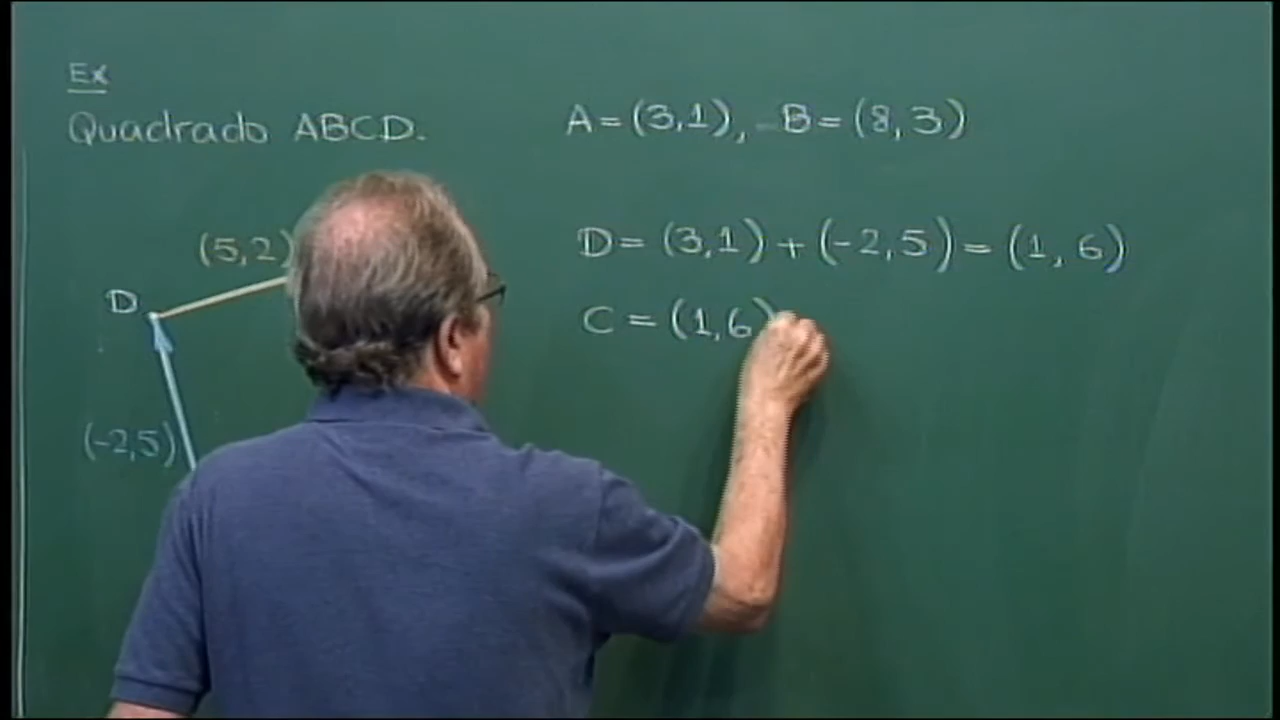 Ex
Quadrado ABCD.
A = (3,1), B = (8,3)
(5,2)
D
(-2,5)
D = (3,1) + (-2,5) = (1, 6)
C = (1,6)